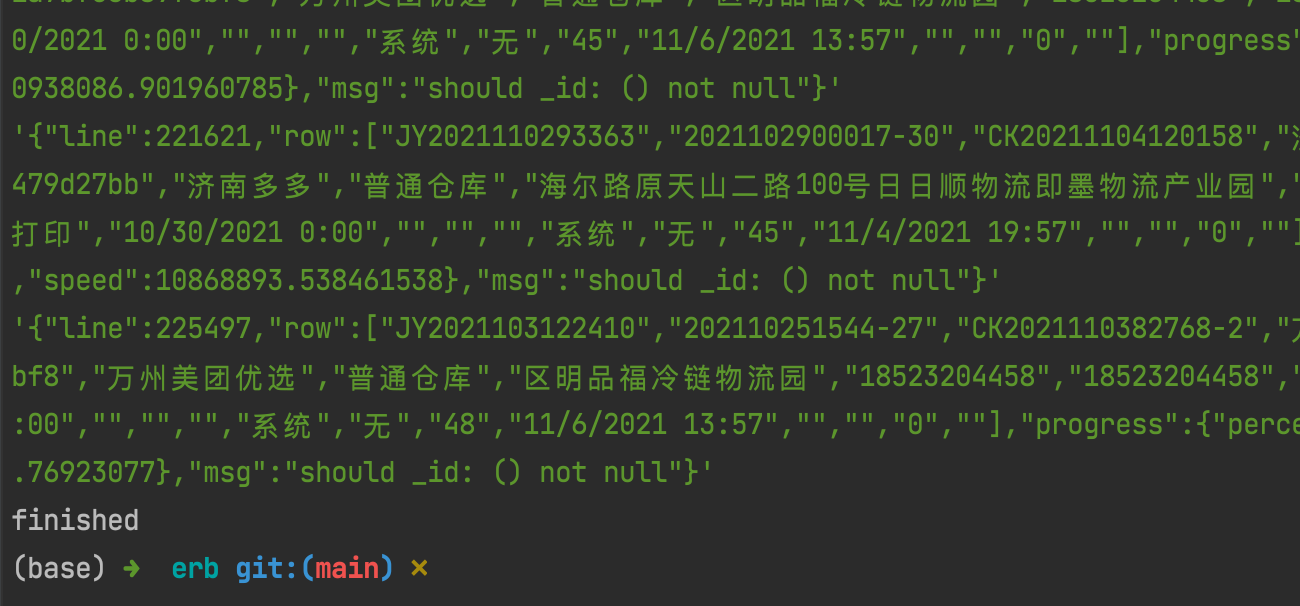 0/2021 0:00","","","","系统","无","45","11/6/2021 13:57","","","0",""],"progress"
0938086.901960785},"msg":"should _id: () not null"}'
'{"line":221621,"row":["JY2021110293363","2021102900017-30","CK20211104120158","
479d27bb","济南多多","普通仓库","海尔路原天山二路100号日日顺物流即墨物流产业园","
打印","10/30/2021 0:00","","","","系统","无","45","11/4/2021 19:57","","","0",""]
,"speed":10868893.538461538},"msg":"should _id: () not null"}'
'{"line":225497,"row":["JY2021103122410","202110251544-27","CK2021110382768-2","
bf8","万州美团优选","普通仓库","区明品福冷链物流园","18523204458","18523204458","
:00","","","","系统","无","48","11/6/2021 13:57","","","0",""],"progress":{"perce
.76923077},"msg":"should _id: () not null"}'
finished
(base) ➜ erb git:(main) ✗